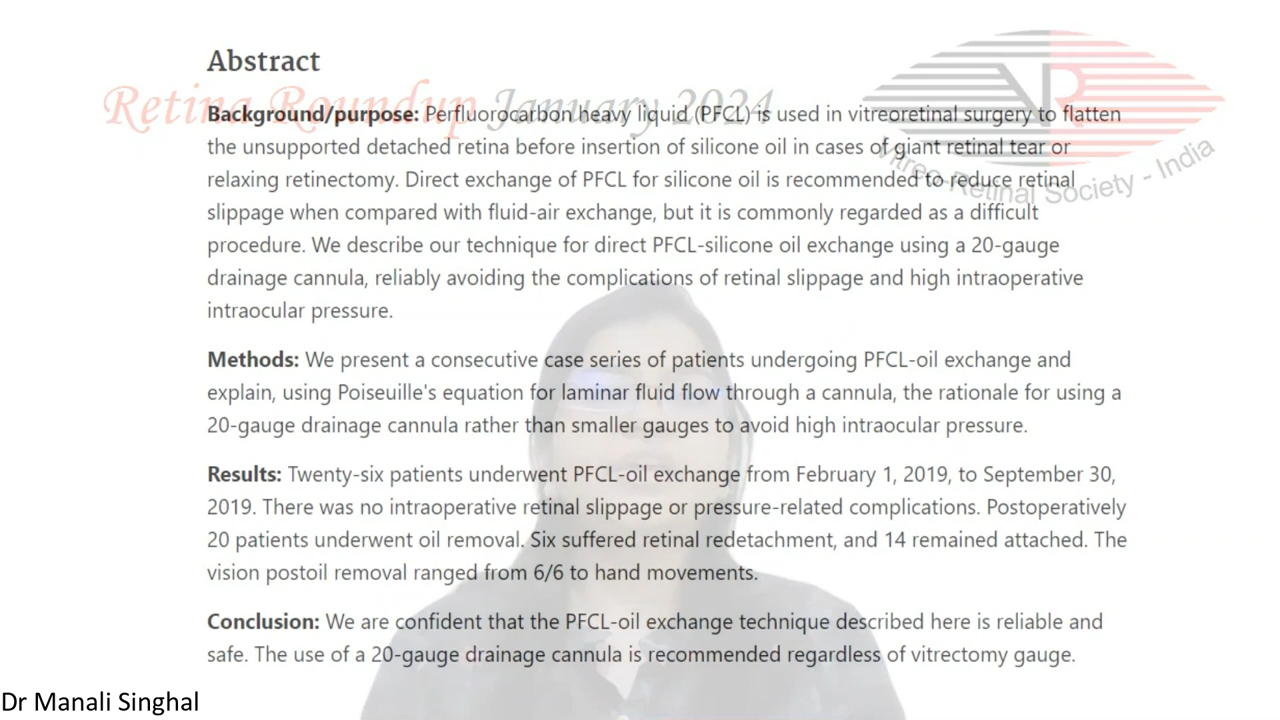 Abstract
Retina Roundup January 2024
Background/purpose: Perfluorocarbon heavy liquid (PFCL) is used in vitreoretinal surgery to flatten
the unsupported detached retina before insertion of silicone oil in cases of giant retinal tear or
relaxing retinectomy. Direct exchange of PFCL for silicone oil is recommended to reduce retinal
slippage when compared with fluid-air exchange, but it is commonly regarded as a difficult
procedure. We describe our technique for direct PFCL-silicone oil exchange using a 20-gauge
drainage cannula, reliably avoiding the complications of retinal slippage and high intraoperative
intraocular pressure.
Methods: We present a consecutive case series of patients undergoing PFCL-oil exchange and
explain, using Poiseuille's equation for laminar fluid flow through a cannula, the rationale for using a
20-gauge drainage cannula rather than smaller gauges to avoid high intraocular pressure.
Results: Twenty-six patients underwent PFCL-oil exchange from February 1, 2019, to September 30,
2019. There was no intraoperative retinal slippage or pressure-related complications. Postoperatively
20 patients underwent oil removal. Six suffered retinal redetachment, and 14 remained attached. The
vision postoil removal ranged from 6/6 to hand movements.
Conclusion: We are confident that the PFCL-oil exchange technique described here is reliable and
safe. The use of a 20-gauge drainage cannula is recommended regardless of vitrectomy gauge.
VR
Vitreo-Retinal Society - India
Dr Manali Singhal